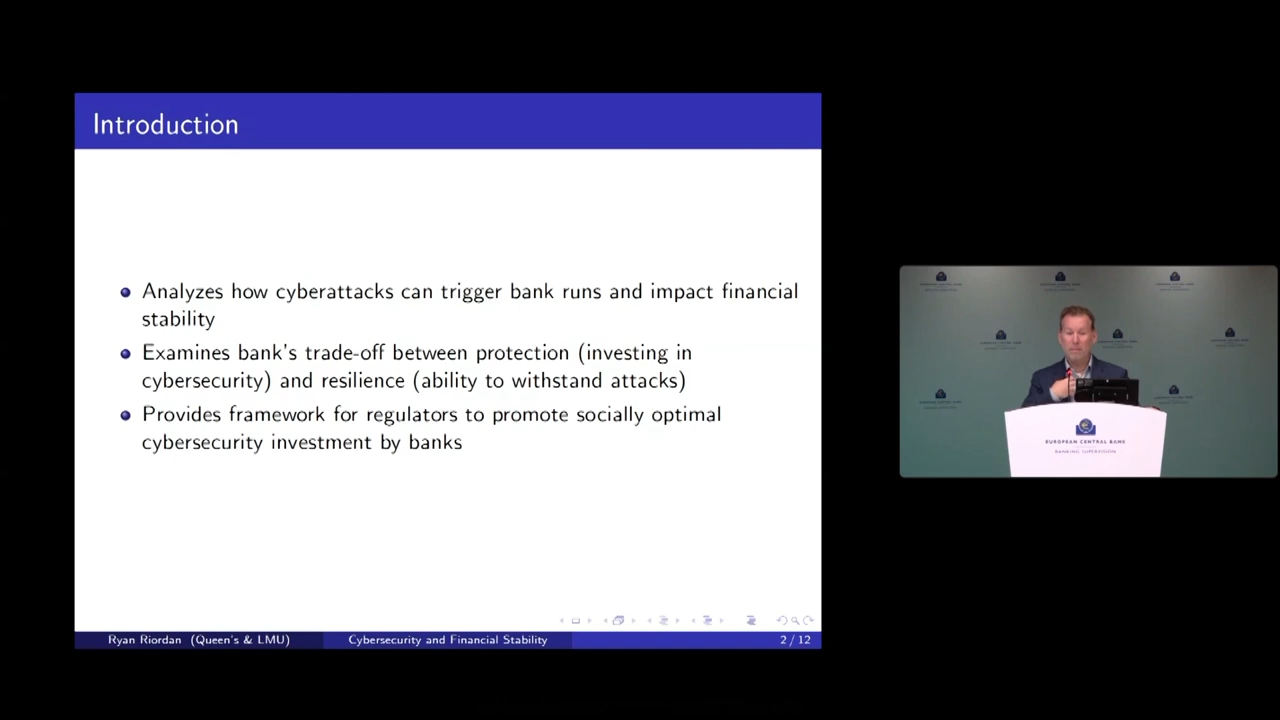 Introduction
Analyzes how cyberattacks can trigger bank runs and impact financial
stability
Examines bank's trade-off between protection (investing in
cybersecurity) and resilience (ability to withstand attacks)
Provides framework for regulators to promote socially optimal
cybersecurity investment by banks
Ryan Riordan (Queen's & LMU)
Cybersecurity and Financial Stability
2 / 12
EUROPEAN CENTRAL BANK
BANKING SUPERVISION